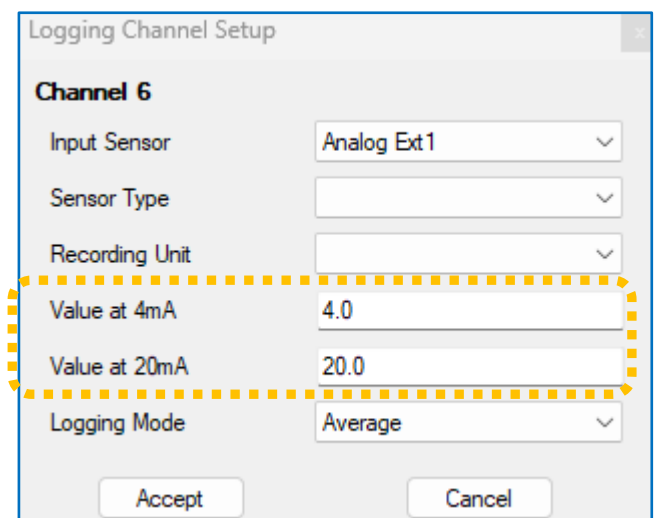 Logging Channel Setup x
Channel 6
Input Sensor Analog Ext1
Sensor Type
Recording Unit
Value at 4mA 4.0
Value at 20mA 20.0
Logging Mode Average
Accept Cancel